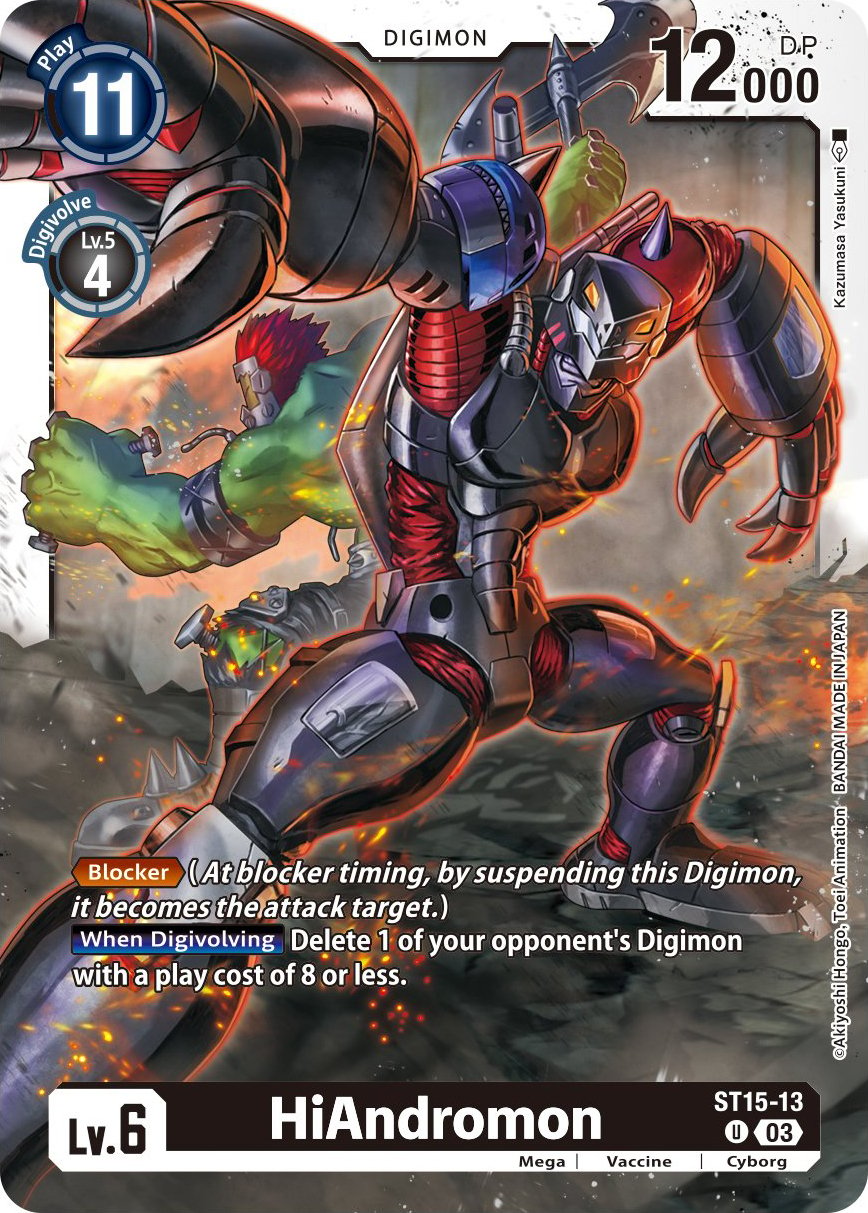 Play
11
DIGIMON
12000
DP
Digivolve
Lv.5
4
Kazumasa Yasukuni
©Akiyoshi Hongo, Toei Animation BANDAI MADE IN JAPAN
Blocker (At blocker timing, by suspending this Digimon,
it becomes the attack target.)
When Digivolving Delete 1 of your opponent's Digimon
with a play cost of 8 or less.
Lv.6
HiAndromon
ST15-13
U 03
Mega | Vaccine | Cyborg